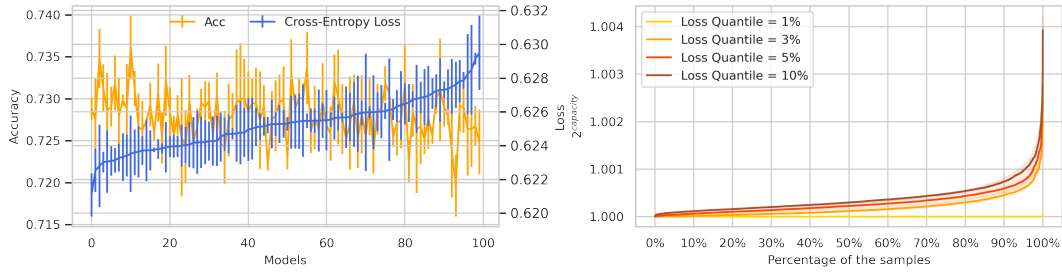 Acc Cross-Entropy Loss
0.740
0.735
0.730
0.725
0.720
0.715
Accuracy
0 20 40 60 80 100
Models
0.632
0.630
0.628
0.626
0.624
0.622
0.620
Loss
2^capacity
Loss Quantile = 1%
Loss Quantile = 3%
Loss Quantile = 5%
Loss Quantile = 10%
1.004
1.003
1.002
1.001
1.000
0% 10% 20% 30% 40% 50% 60% 70% 80% 90% 100%
Percentage of the samples